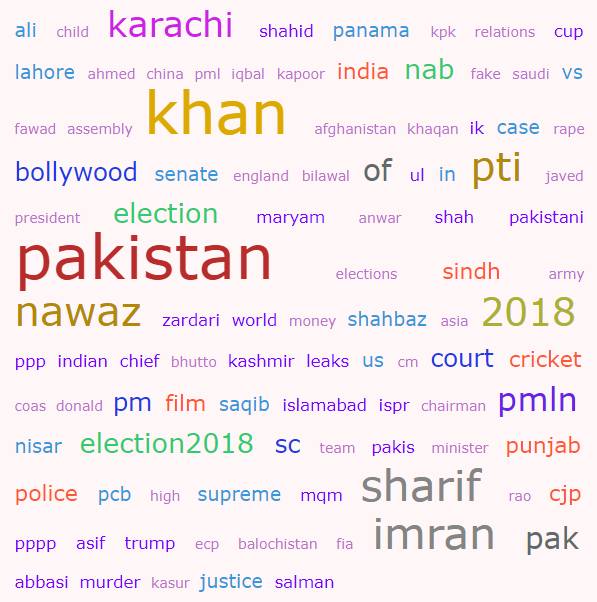 ali child karachi shahid panama kpk relations cup
lahore ahmed china pml iqbal kapoor india nab fake saudi vs
fawad assembly khan afghanistan khaqan ik case rape
bollywood senate england bilawal of ul in pti javed
president election maryam anwar shah pakistani
pakistan elections sindh army
nawaz zardari world money shahbaz asia 2018
ppp indian chief bhutto kashmir leaks us cm court cricket
coas donald pm film saqib islamabad ispr chairman pmln
nisar election2018 sc team pakis minister punjab
police pcb high supreme mqm sharif rao cjp
pppp asif trump ecp balochistan fia imran pak
abbasi murder kasur justice salman